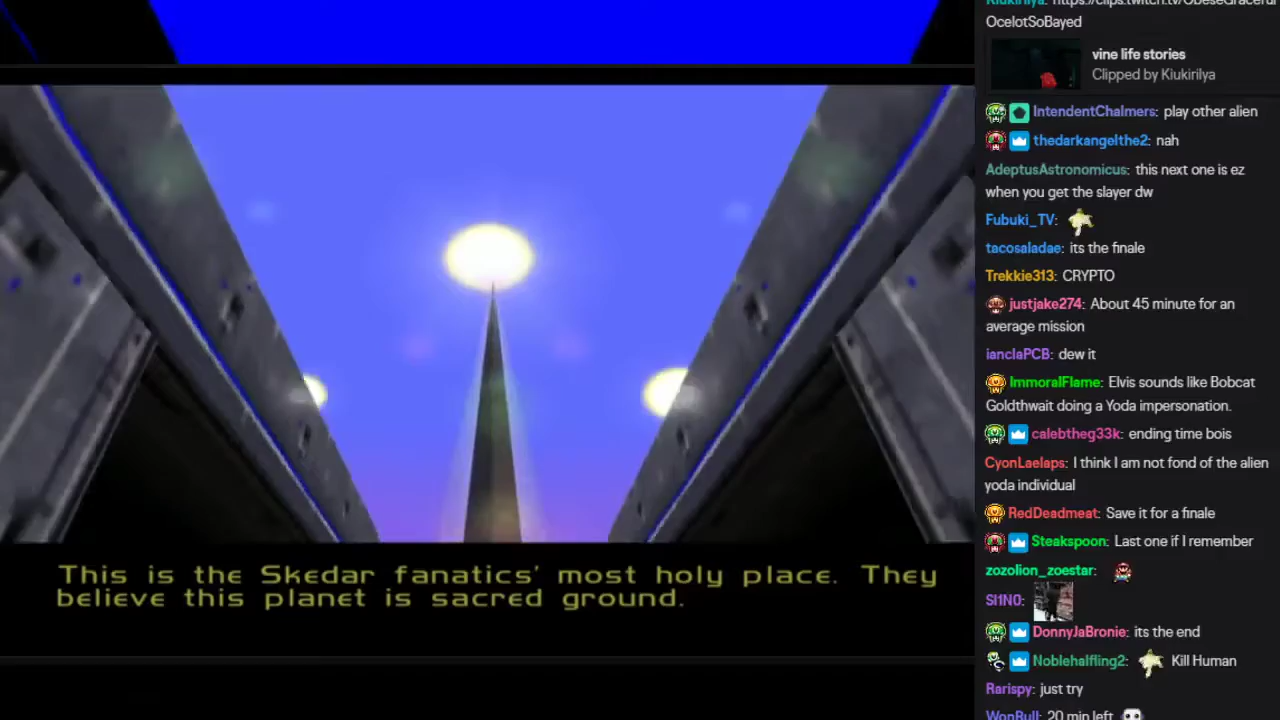 This is the Skedar fanatics' most holy place. They
believe this planet is sacred ground.
OcelotSoBayed
vine life stories
Clipped by Kiukirilya
IntendentChalmers: play other alien
thedarkangelthe2: nah
AdeptusAstronomicus: this next one is ez
when you get the slayer dw
Fubuki_TV:
tacosaladae: its the finale
Trekkie313: CRYPTO
justjake274: About 45 minute for an
average mission
ianclaPCB: dew it
ImmoralFlame: Elvis sounds like Bobcat
Goldthwait doing a Yoda impersonation.
calebtheg33k: ending time bois
CyonLaelaps: I think I am not fond of the alien
yoda individual
RedDeadmeat: Save it for a finale
Steakspoon: Last one if I remember
zozolion_zoestar:
SI1N0:
DonnyJaBronie: its the end
Noblehalfling2: Kill Human
Rarispy: just try
WonBull: 20 min left